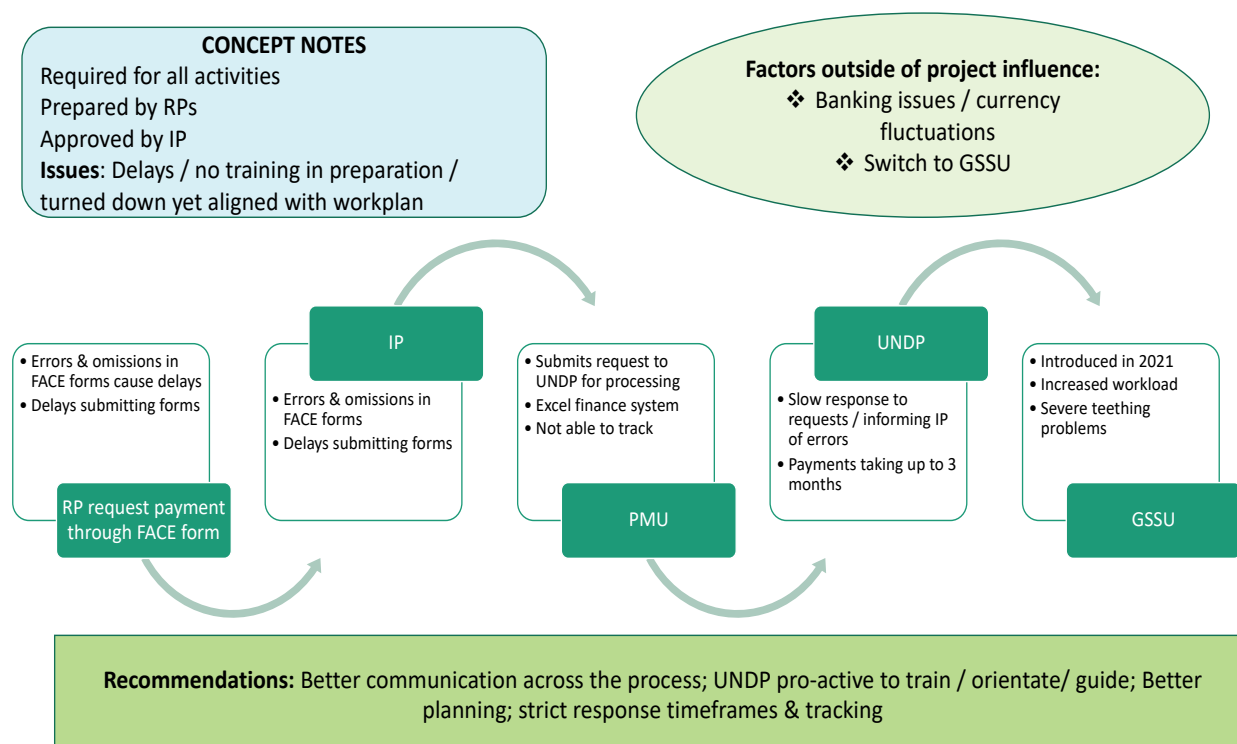 CONCEPT NOTES
Required for all activities
Prepared by RPs
Approved by IP
Issues: Delays / no training in preparation /
turned down yet aligned with workplan
Factors outside of project influence:
❖ Banking issues / currency
fluctuations
❖ Switch to GSSU
• Errors & omissions in
FACE forms cause delays
• Delays submitting forms
RP request payment
through FACE form
IP
• Errors & omissions in
FACE forms
• Delays submitting forms
• Submits request to
UNDP for processing
• Excel finance system
• Not able to track
PMU
UNDP
• Slow response to
requests / informing IP
of errors
• Payments taking up to 3
months
• Introduced in 2021
• Increased workload
• Severe teething
problems
GSSU
Recommendations: Better communication across the process; UNDP pro-active to train / orientate/ guide; Better
planning; strict response timeframes & tracking